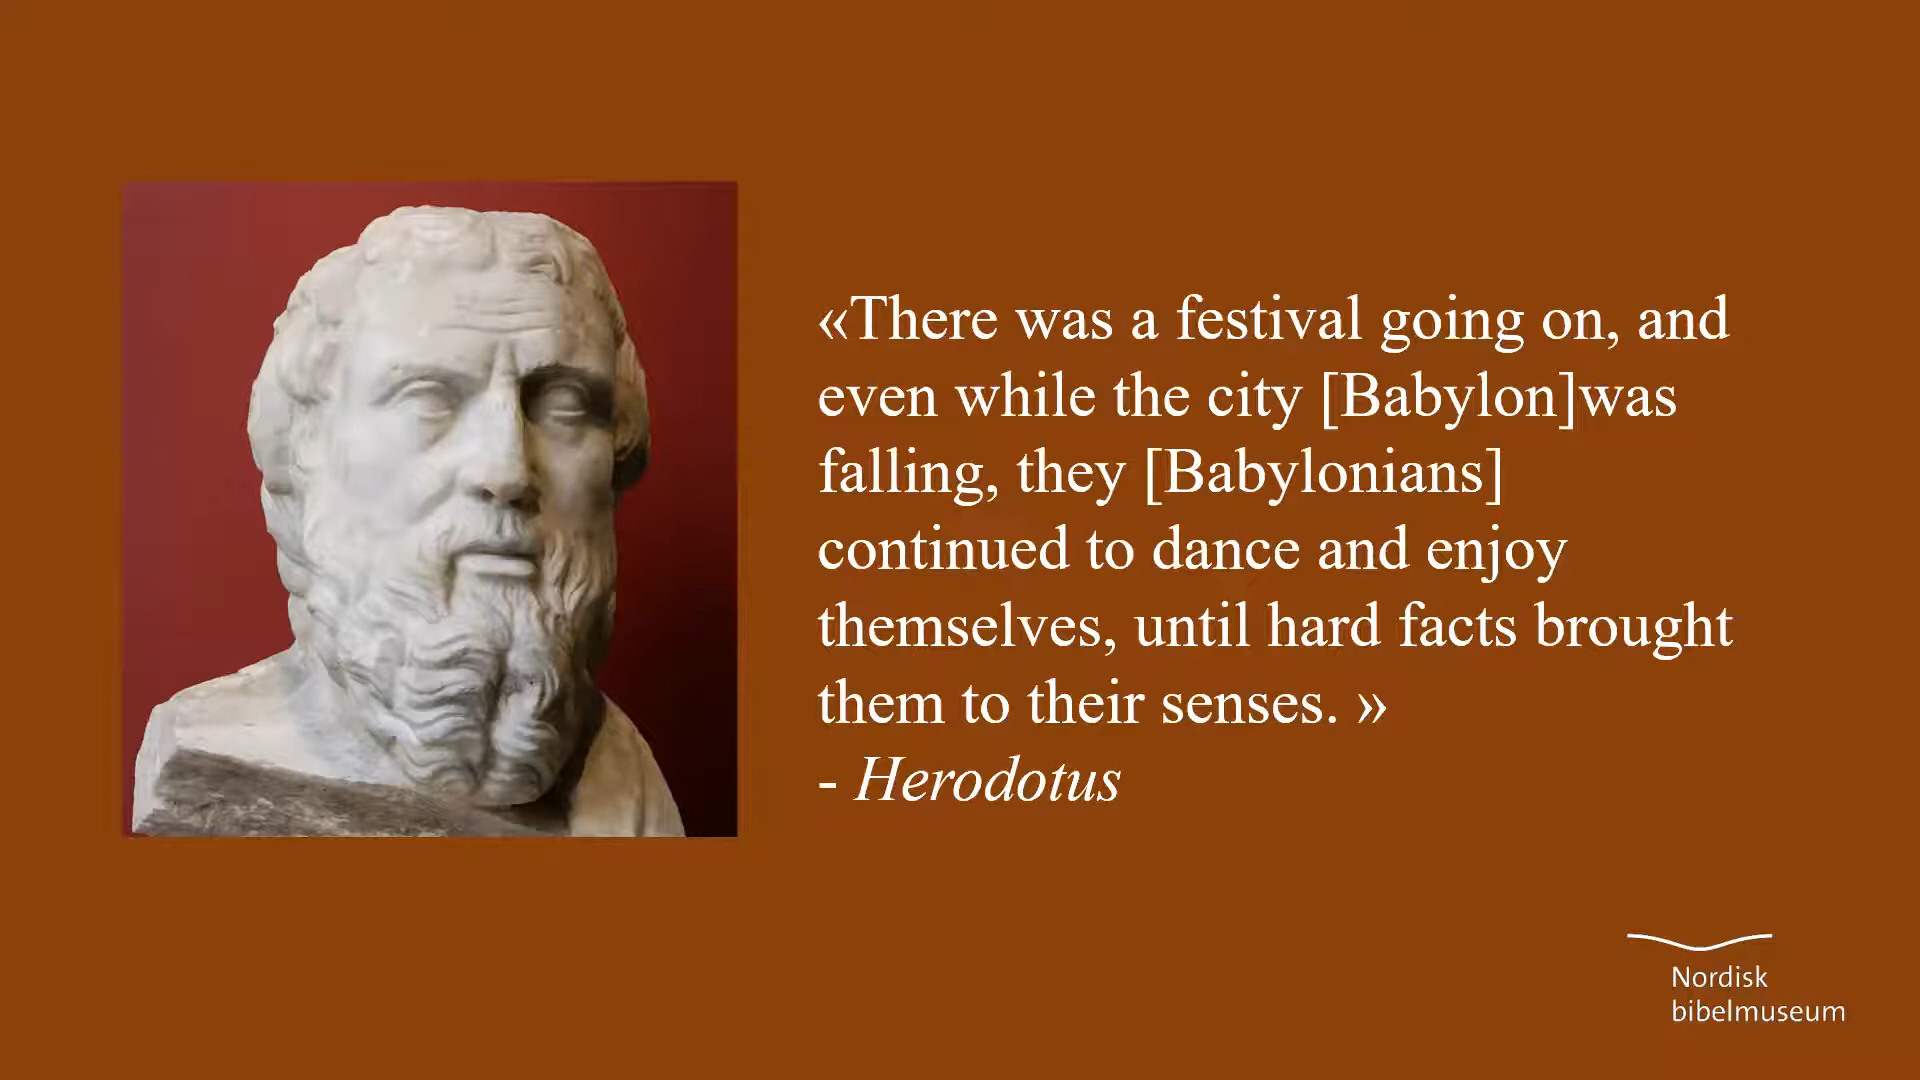 «There was a festival going on, and
even while the city [Babylon]was
falling, they [Babylonians]
continued to dance and enjoy
themselves, until hard facts brought
them to their senses. »
- Herodotus
Nordisk
bibelmuseum